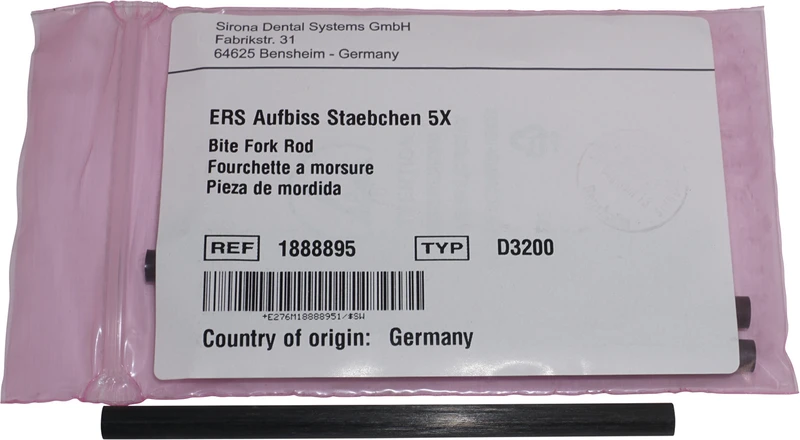 Sirona Dental Systems GmbH
Fabrikstr. 31
64625 Bensheim - Germany
ERS Aufbiss Staebchen 5X
Bite Fork Rod
Fourchette a morsure
Pieza de mordida
REF 1888895 TYP D3200
+E276M18888951/#SW
Country of origin: Germany